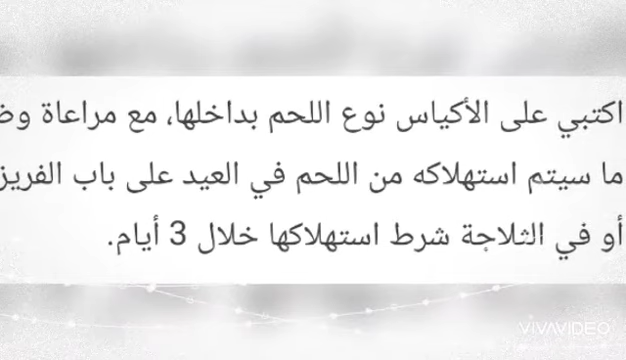 اكتبي على الأكياس نوع اللحم بداخلها، مع مراعاة
ما سيتم استهلاكه من اللحم في العيد على باب
أو في الثلاجة شرط استهلاكها خلال 3 أيام.
VIVAVIDEO